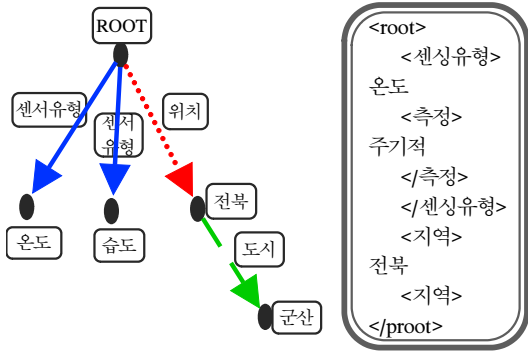 ROOT
센서유형
센서
유형
위치
온도
습도
전북
도시
군산
<root>
<센싱유형>
온도
<측정>
주기적
</측정>
</센싱유형>
<지역>
전북
<지역>
</proot>